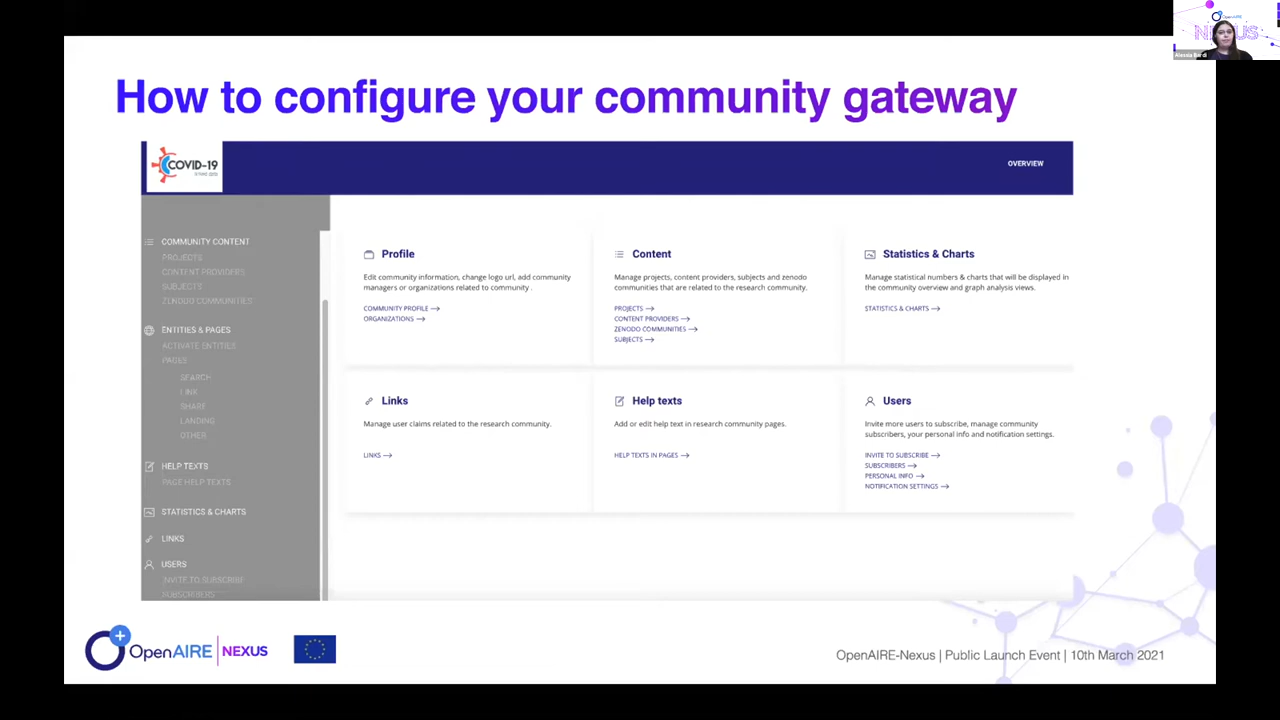 OpenAIRE
NEXUS
Alessia Bardi
How to configure your community gateway
COVID-19
OVERVIEW
COMMUNITY CONTENT
PROJECTS
CONTENT PROVIDERS
SUBJECTS
ZENODO COMMUNITIES
ENTITIES & PAGES
ACTIVATE ENTITIES
PAGES
SEARCH
LINK
SHARE
LANDING
OTHER
HELP TEXTS
PAGE HELP TEXTS
STATISTICS & CHARTS
LINKS
USERS
INVITE TO SUBSCRIBE
SUBSCRIBERS
Profile
Edit community information, change logo url, add community
managers or organizations related to community .
COMMUNITY PROFILE →
ORGANIZATIONS →
Content
Manage projects, content providers, subjects and zenodo
communities that are related to the research community.
PROJECTS →
CONTENT PROVIDERS →
ZENODO COMMUNITIES →
SUBJECTS →
Statistics & Charts
Manage statistical numbers & charts that will be displayed in
the community overview and graph analysis views.
STATISTICS & CHARTS →
Links
Manage user claims related to the research community.
LINKS →
Help texts
Add or edit help text in research community pages.
HELP TEXTS IN PAGES →
Users
Invite more users to subscribe, manage community
subscribers, your personal info and notification settings.
INVITE TO SUBSCRIBE →
SUBSCRIBERS →
PERSONAL INFO →
NOTIFICATION SETTINGS →
OpenAIRE | NEXUS
OpenAIRE-Nexus | Public Launch Event | 10th March 2021